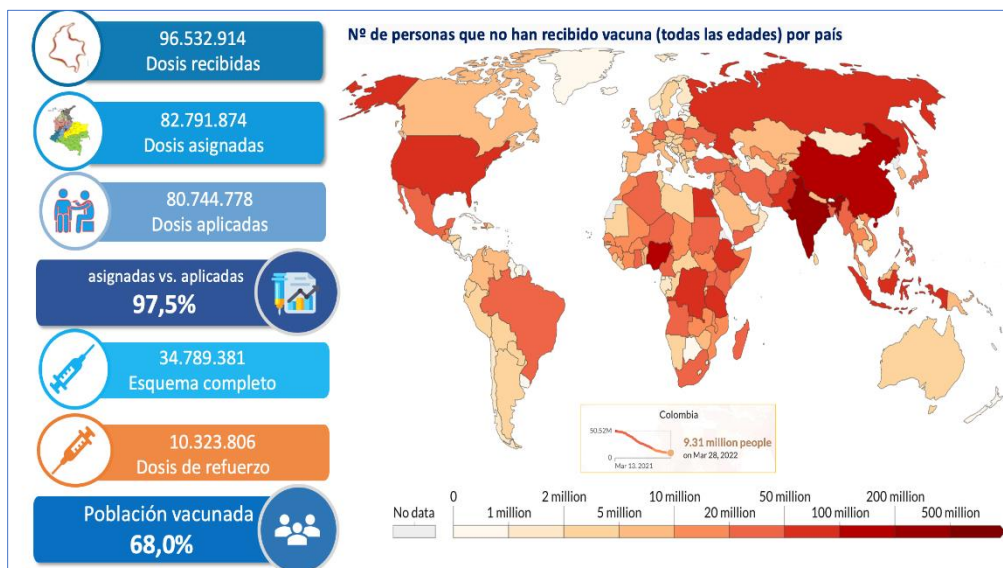 96.532.914
Dosis recibidas
82.791.874
Dosis asignadas
80.744.778
Dosis aplicadas
asignadas vs. aplicadas
97,5%
34.789.381
Esquema completo
10.323.806
Dosis de refuerzo
Población vacunada
68,0%
Nº de personas que no han recibido vacuna (todas las edades) por país
Colombia
50.52M
0
Mar 13, 2021
9.31 million people
on Mar 28, 2022
No data
0
1 million
2 million
5 million
10 million
20 million
50 million
100 million
200 million
500 million